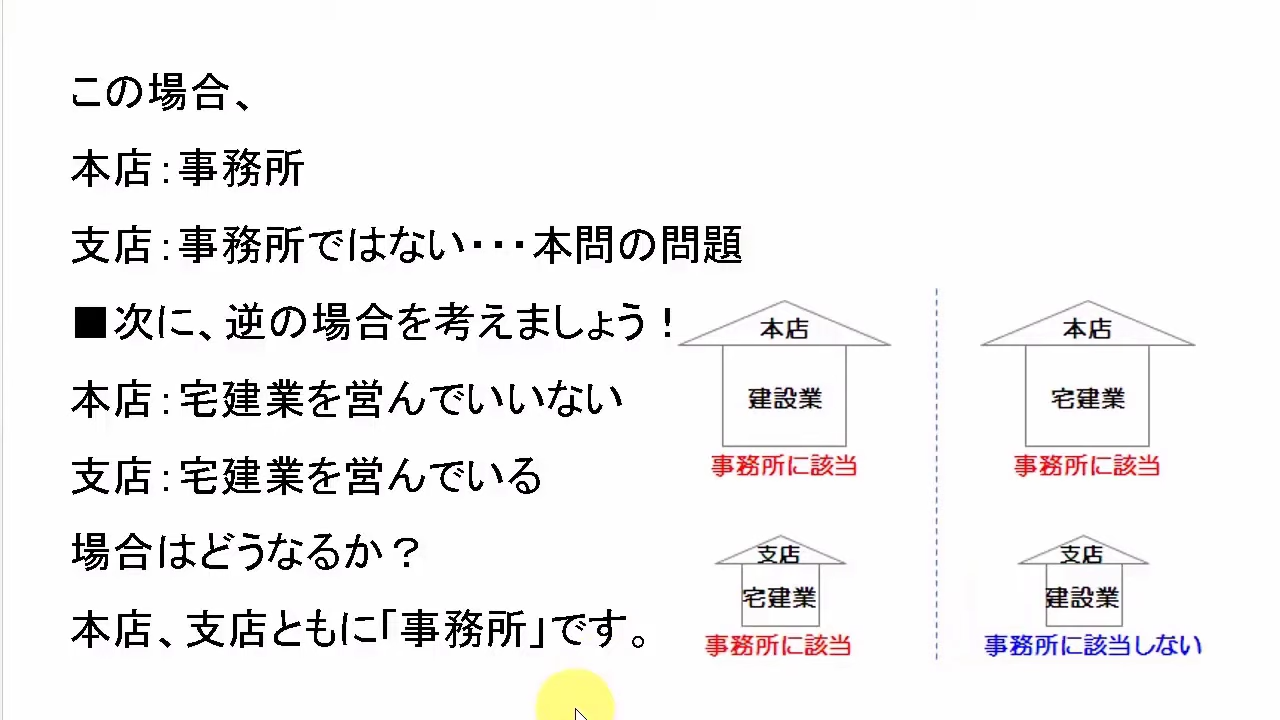 この場合、
本店：事務所
支店：事務所ではない・・・本問の問題
■次に、逆の場合を考えましょう！
本店：宅建業を営んでいいない
支店：宅建業を営んでいる
場合はどうなるか？
本店、支店ともに「事務所」です。
本店
建設業
事務所に該当
支店
宅建業
事務所に該当
本店
宅建業
事務所に該当
支店
建設業
事務所に該当しない